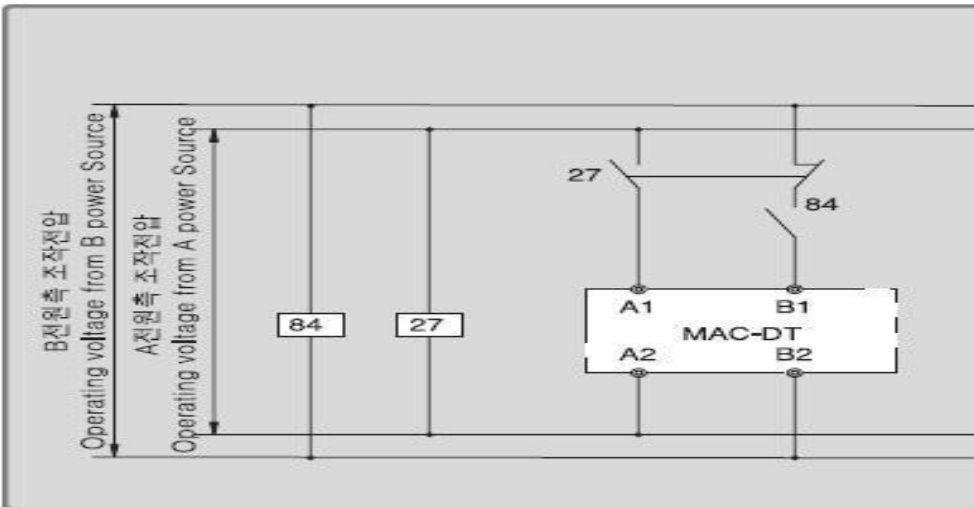 B전원측 조작전압
Operating voltage from B power Source
A전원측 조작전압
Operating voltage from A power Source
84
27
27
84
A1
B1
MAC-DT
A2
B2